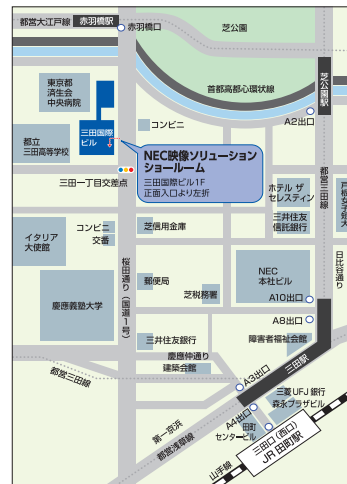 都営大江戸線
赤羽橋駅
赤羽橋口
芝公園
東京都
済生会
中央病院
首都高都心環状線
芝公園駅
三田国際
ビル
コンビニ
A2出口
都立
三田高等学校
NEC映像ソリューション
ショールーム
三田国際ビル1F
正面入口より左折
三田一丁目交差点
ホテル ザ
セレスティン
都営三田線
戸板女子短大
イタリア
大使館
コンビニ
交番
芝信用金庫
三井住友
信託銀行
日比谷通り
桜田通り(国道1号)
郵便局
NEC
本社ビル
慶應義塾大学
芝税務署
A10出口
A8出口
三井住友銀行
障害者福祉会館
慶應仲通り
建築会館
三田駅
都営三田線
A3出口
三菱UFJ銀行
森永プラザビル
第一京浜
A4出口
田町
センタービル
三田口(西口)
JR 田町駅
都営浅草線
山手線